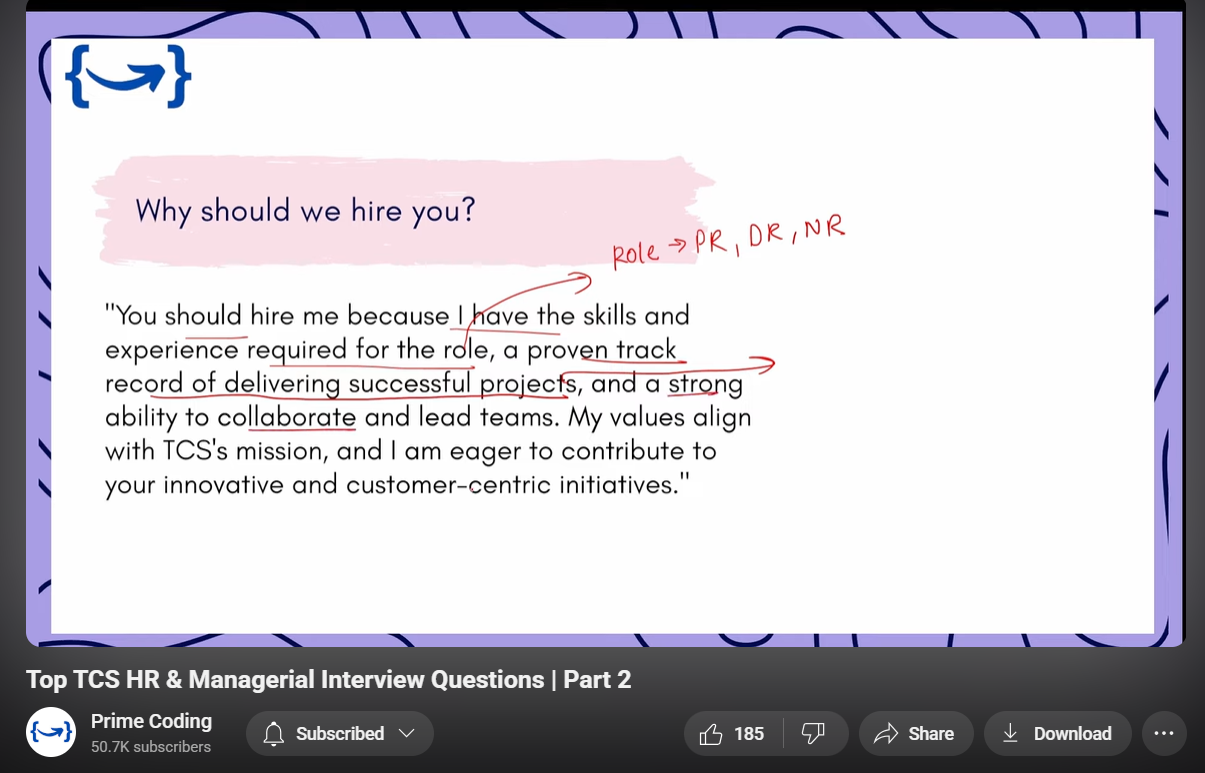 Why should we hire you?
Role → PR, DR, NR
"You should hire me because I have the skills and
experience required for the role, a proven track
record of delivering successful projects, and a strong
ability to collaborate and lead teams. My values align
with TCS's mission, and I am eager to contribute to
your innovative and customer-centric initiatives."
Top TCS HR & Managerial Interview Questions | Part 2
Prime Coding
50.7K subscribers
Subscribed
185
Share
Download